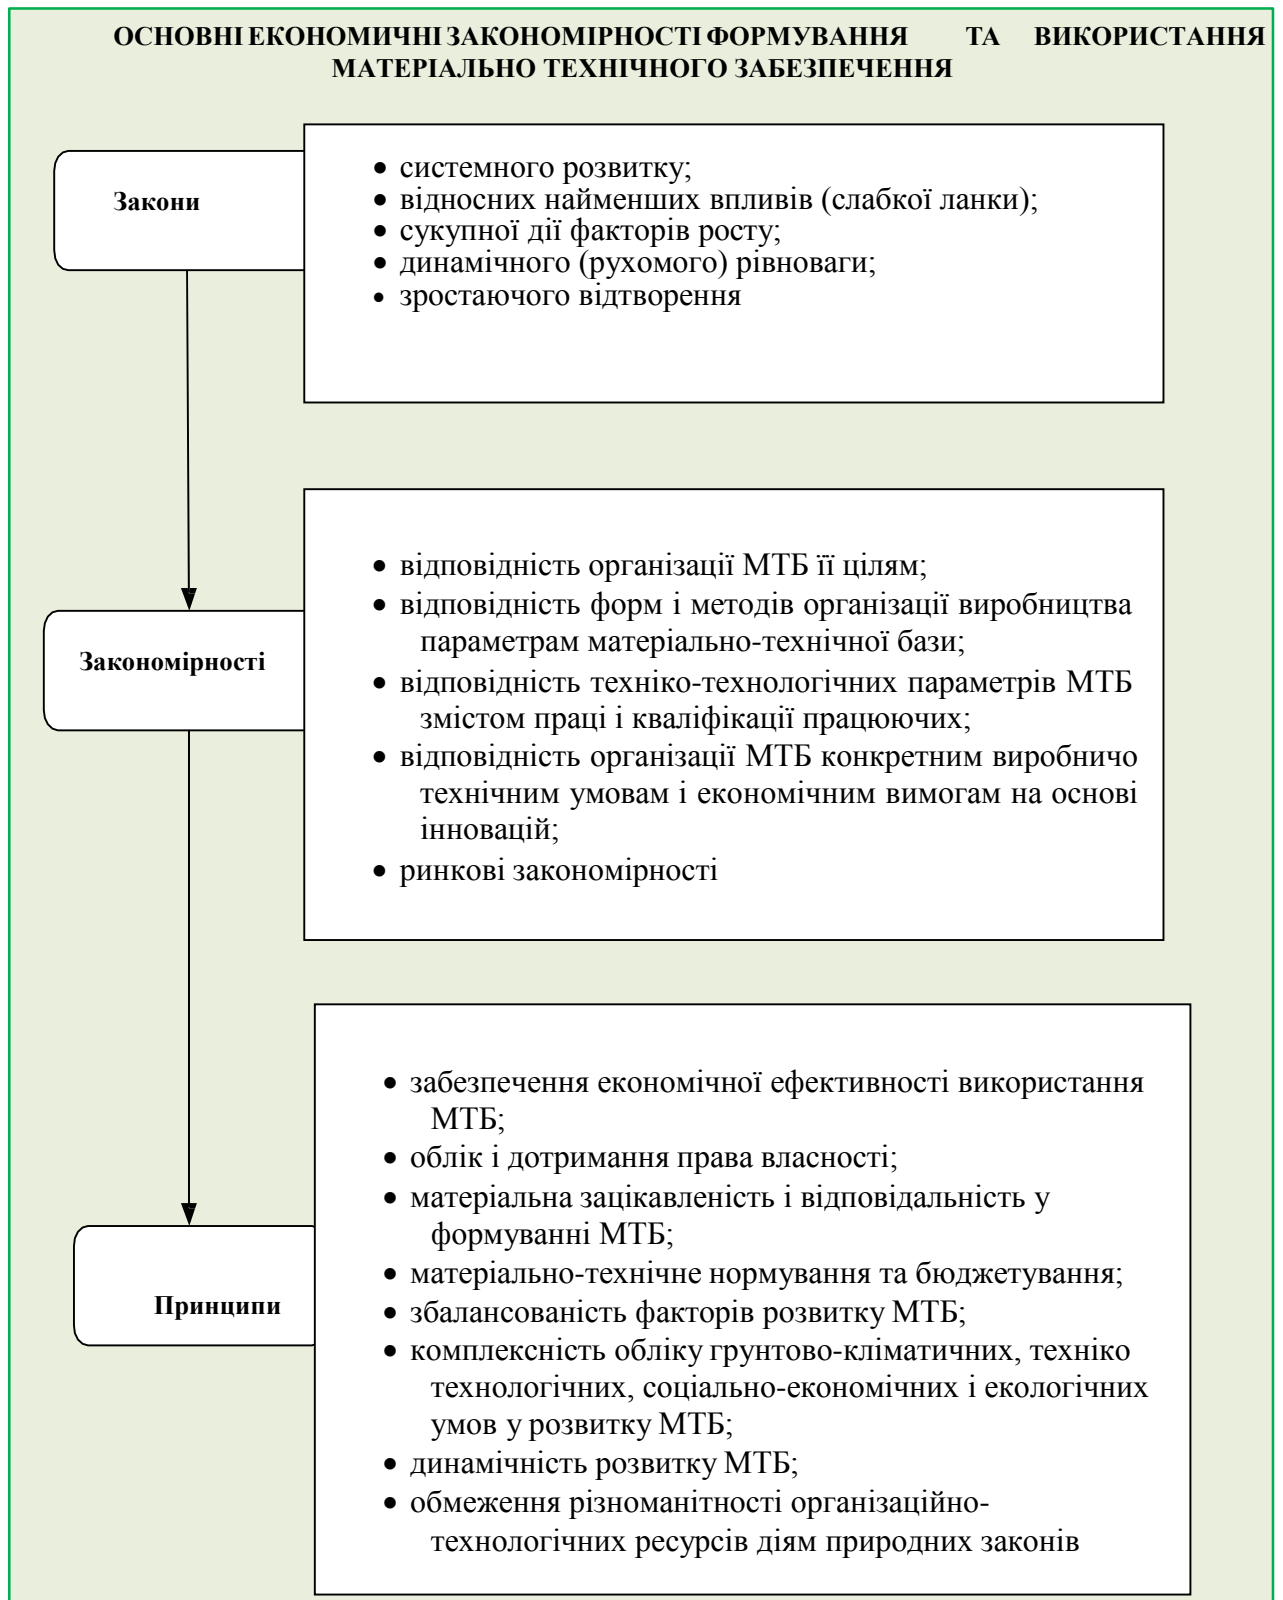 ОСНОВНІ ЕКОНОМИЧНІ ЗАКОНОМІРНОСТІ ФОРМУВАННЯ ТА ВИКОРИСТАННЯ
МАТЕРІАЛЬНО ТЕХНІЧНОГО ЗАБЕЗПЕЧЕННЯ
Закони
• системного розвитку;
• відносних найменших впливів (слабкої ланки);
• сукупної дії факторів росту;
• динамічного (рухомого) рівноваги;
• зростаючого відтворення
Закономірності
• відповідність організації МТБ її цілям;
• відповідність форм і методів організації виробництва
параметрам матеріально-технічної бази;
• відповідність техніко-технологічних параметрів МТБ
змістом праці і кваліфікації працюючих;
• відповідність організації МТБ конкретним виробничо
технічним умовам і економічним вимогам на основі
інновацій;
• ринкові закономірності
Принципи
• забезпечення економічної ефективності використання
МТБ;
• облік і дотримання права власності;
• матеріальна зацікавленість і відповідальність у
формуванні МТБ;
• матеріально-технічне нормування та бюджетування;
• збалансованість факторів розвитку МТБ;
• комплексність обліку грунтово-кліматичних, техніко
технологічних, соціально-економічних і екологічних
умов у розвитку МТБ;
• динамічність розвитку МТБ;
• обмеження різноманітності організаційно-
технологічних ресурсів діям природних законів